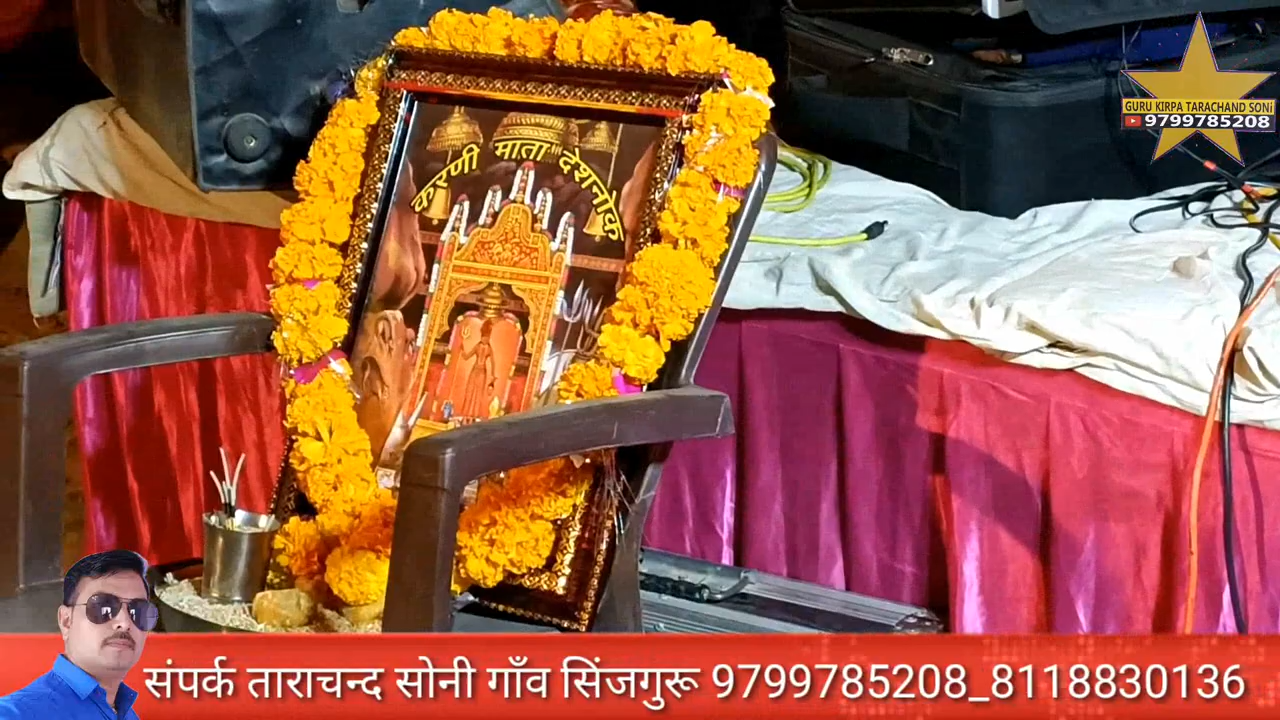 GURU KIRPA TARACHAND SONI
9799785208
करणी माता देशनोक
संपर्क ताराचन्द सोनी गाँव सिंजगुरू 9799785208_8118830136